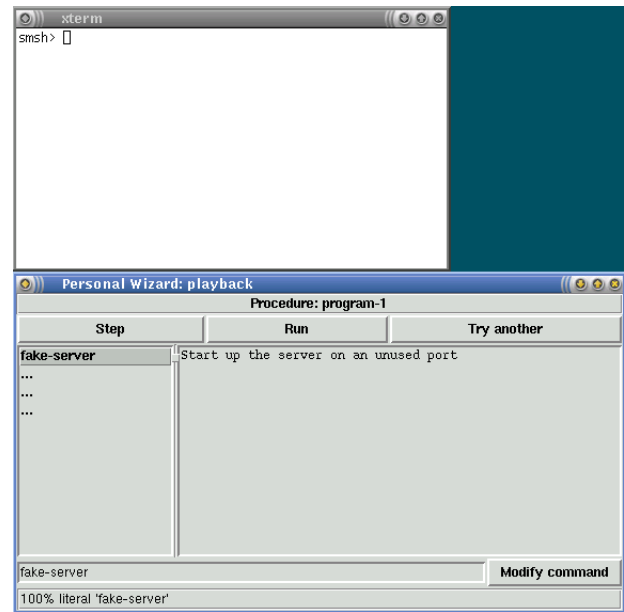 xterm
smsh>
Personal Wizard: playback
Procedure: program-1
Step Run Try another
fake-server Start up the server on an unused port
...
...
...
fake-server Modify command
100% literal 'fake-server'